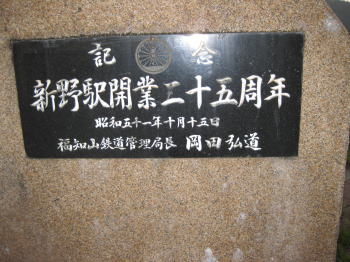 記念
新野駅開業二十五周年
昭和五十一年十月十五日
福知山鉄道管理局長 岡田弘道